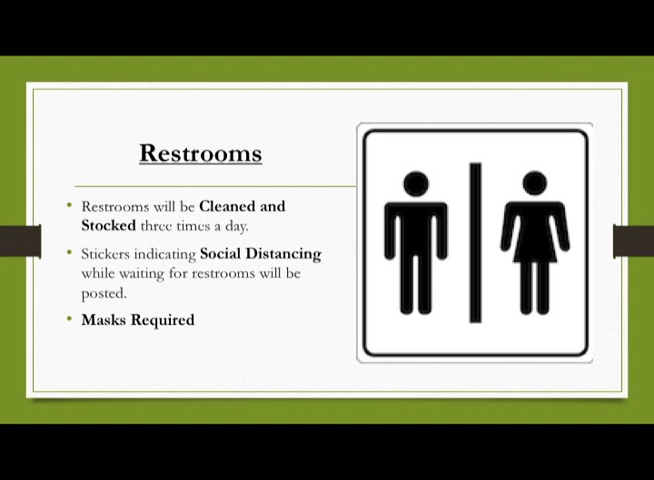 Restrooms
Restrooms will be Cleaned and
Stocked three times a day.
Stickers indicating Social Distancing
while waiting for restrooms will be
posted.
Masks Required